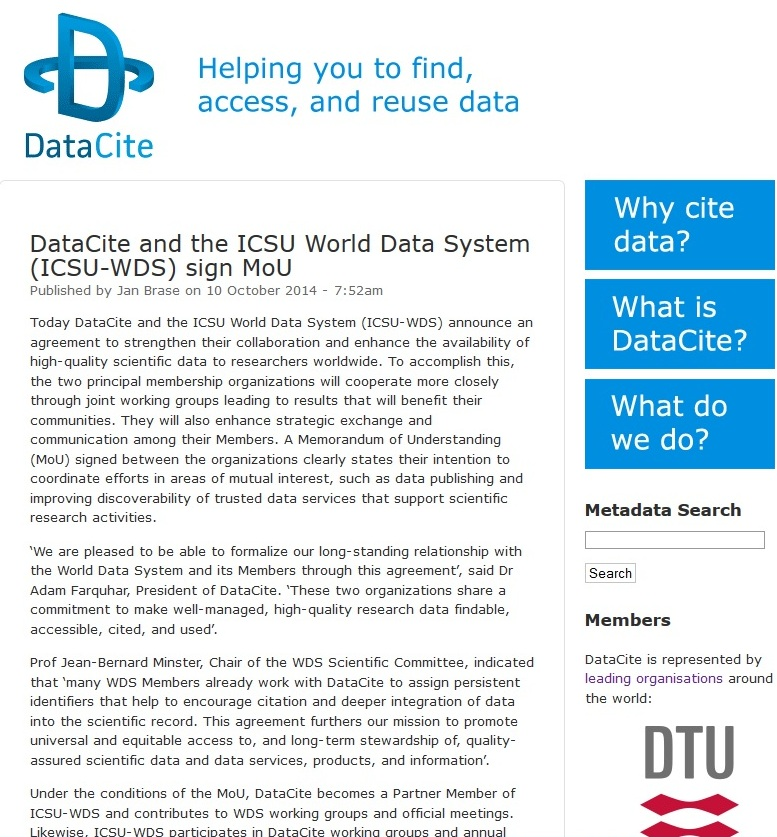 DataCite
Helping you to find,
access, and reuse data
DataCite and the ICSU World Data System
(ICSU-WDS) sign MoU
Published by Jan Brase on 10 October 2014 - 7:52am
Today DataCite and the ICSU World Data System (ICSU-WDS) announce an
agreement to strengthen their collaboration and enhance the availability of
high-quality scientific data to researchers worldwide. To accomplish this,
the two principal membership organizations will cooperate more closely
through joint working groups leading to results that will benefit their
communities. They will also enhance strategic exchange and
communication among their Members. A Memorandum of Understanding
(MoU) signed between the organizations clearly states their intention to
coordinate efforts in areas of mutual interest, such as data publishing and
improving discoverability of trusted data services that support scientific
research activities.
‘We are pleased to be able to formalize our long-standing relationship with
the World Data System and its Members through this agreement’, said Dr
Adam Farquhar, President of DataCite. ‘These two organizations share a
commitment to make well-managed, high-quality research data findable,
accessible, cited, and used’.
Prof Jean-Bernard Minster, Chair of the WDS Scientific Committee, indicated
that ‘many WDS Members already work with DataCite to assign persistent
identifiers that help to encourage citation and deeper integration of data
into the scientific record. This agreement furthers our mission to promote
universal and equitable access to, and long-term stewardship of, quality-
assured scientific data and data services, products, and information’.
Under the conditions of the MoU, DataCite becomes a Partner Member of
ICSU-WDS and contributes to WDS working groups and official meetings.
Likewise, ICSU-WDS participates in DataCite working groups and annual
Why cite
data?
What is
DataCite?
What do
we do?
Metadata Search
Search
Members
DataCite is represented by
leading organisations around
the world:
DTU